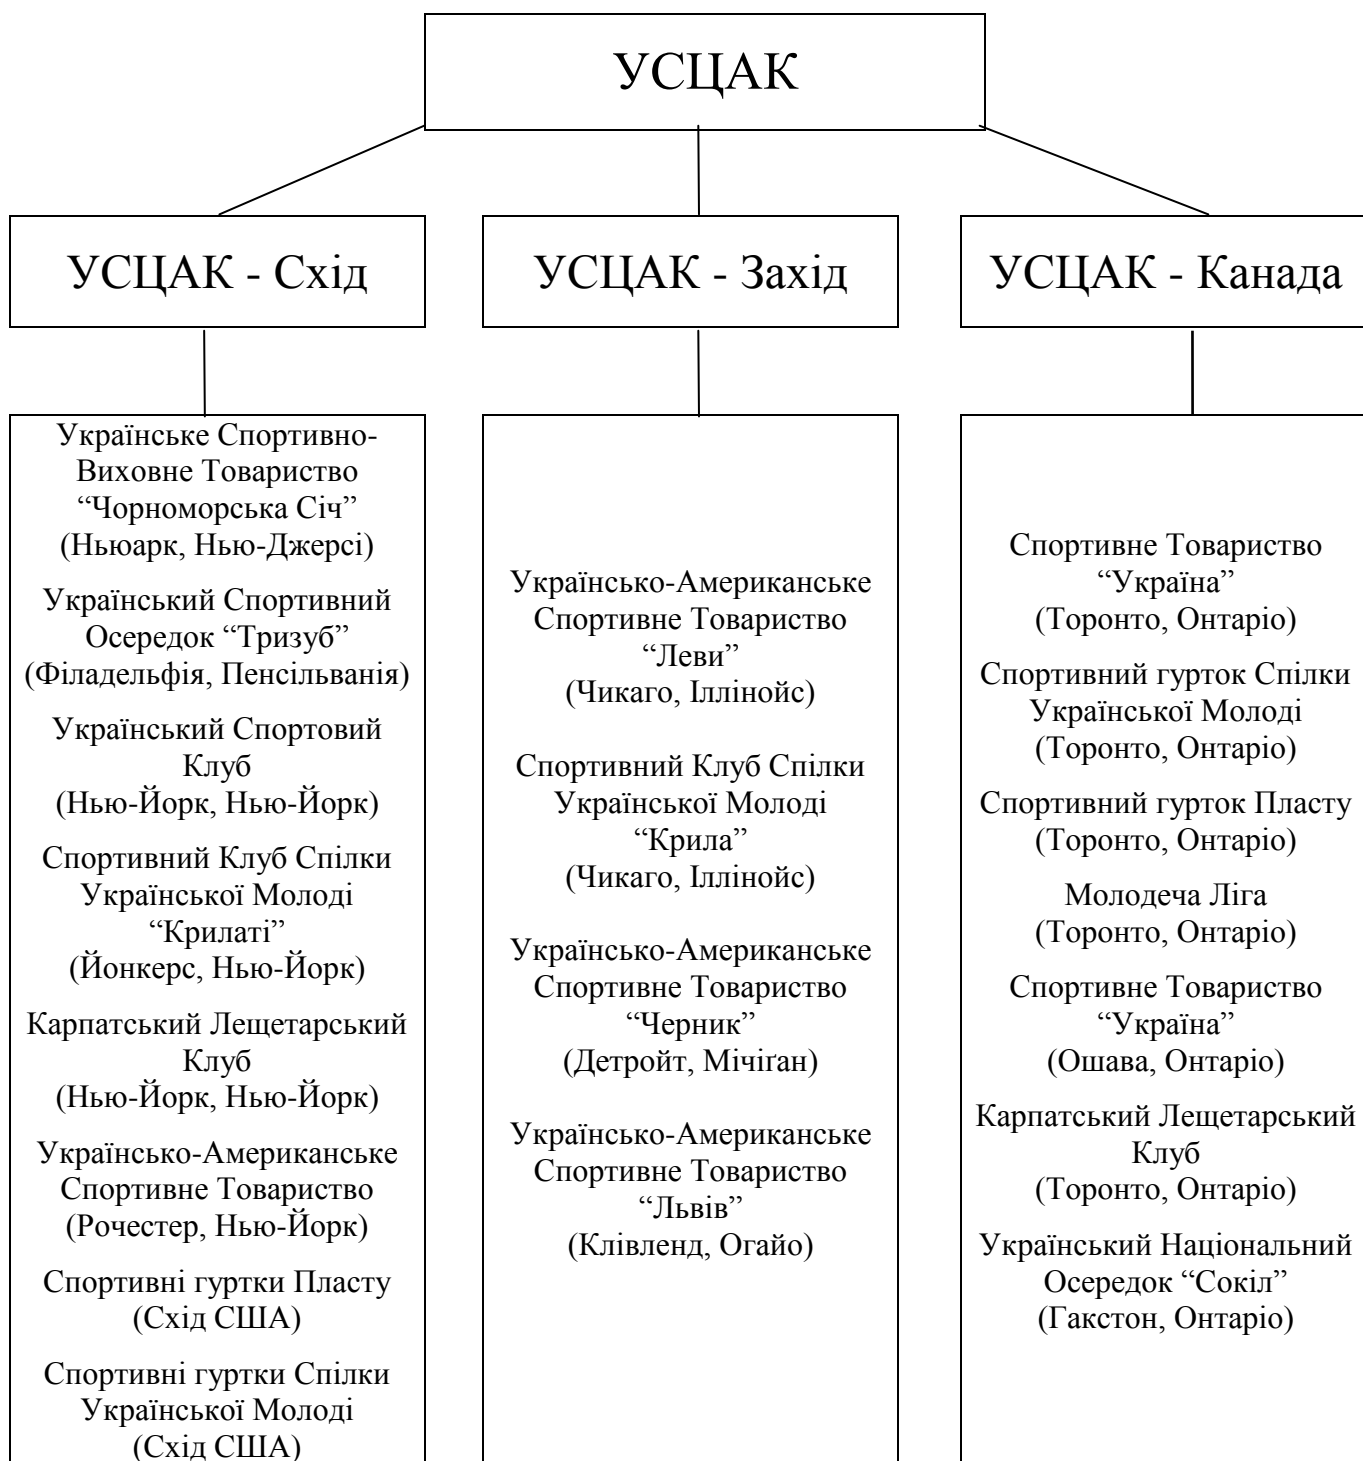 УСЦАК
УСЦАК - Схід
УСЦАК - Захід
УСЦАК - Канада
Українське Спортивно-
Виховне Товариство
“Чорноморська Січ”
(Ньюарк, Нью-Джерсі)
Український Спортивний
Осередок “Тризуб”
(Філадельфія, Пенсільванія)
Український Спортовий
Клуб
(Нью-Йорк, Нью-Йорк)
Спортивний Клуб Спілки
Української Молоді
“Крилаті”
(Йонкерс, Нью-Йорк)
Карпатський Лещетарський
Клуб
(Нью-Йорк, Нью-Йорк)
Українсько-Американське
Спортивне Товариство
(Рочестер, Нью-Йорк)
Спортивні гуртки Пласту
(Схід США)
Спортивні гуртки Спілки
Української Молоді
(Схід США)
Українсько-Американське
Спортивне Товариство
“Леви”
(Чикаго, Іллінойс)
Спортивний Клуб Спілки
Української Молоді
“Крила”
(Чикаго, Іллінойс)
Українсько-Американське
Спортивне Товариство
“Черник”
(Детройт, Мічіґан)
Українсько-Американське
Спортивне Товариство
“Львів”
(Клівленд, Огайо)
Спортивне Товариство
“Україна”
(Торонто, Онтаріо)
Спортивний гурток Спілки
Української Молоді
(Торонто, Онтаріо)
Спортивний гурток Пласту
(Торонто, Онтаріо)
Молодеча Ліга
(Торонто, Онтаріо)
Спортивне Товариство
“Україна”
(Ошава, Онтаріо)
Карпатський Лещетарський
Клуб
(Торонто, Онтаріо)
Український Національний
Осередок “Сокіл”
(Гакстон, Онтаріо)